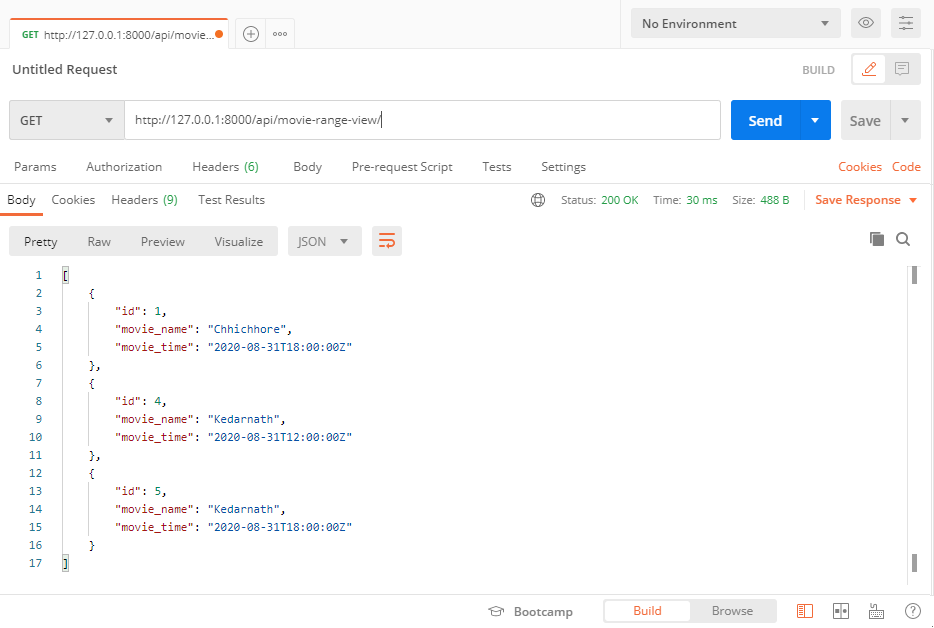 GET http://127.0.0.1:8000/api/movie... No Environment
Untitled Request BUILD
GET http://127.0.0.1:8000/api/movie-range-view/ Send Save
Params Authorization Headers (6) Body Pre-request Script Tests Settings Cookies Code
Body Cookies Headers (9) Test Results Status: 200 OK Time: 30 ms Size: 488 B Save Response
Pretty Raw Preview Visualize JSON
1 [
2 {
3 "id": 1,
4 "movie_name": "Chhichhore",
5 "movie_time": "2020-08-31T18:00:00Z"
6 },
7 {
8 "id": 4,
9 "movie_name": "Kedarnath",
10 "movie_time": "2020-08-31T12:00:00Z"
11 },
12 {
13 "id": 5,
14 "movie_name": "Kedarnath",
15 "movie_time": "2020-08-31T18:00:00Z"
16 }
17 ]
Bootcamp Build Browse ?